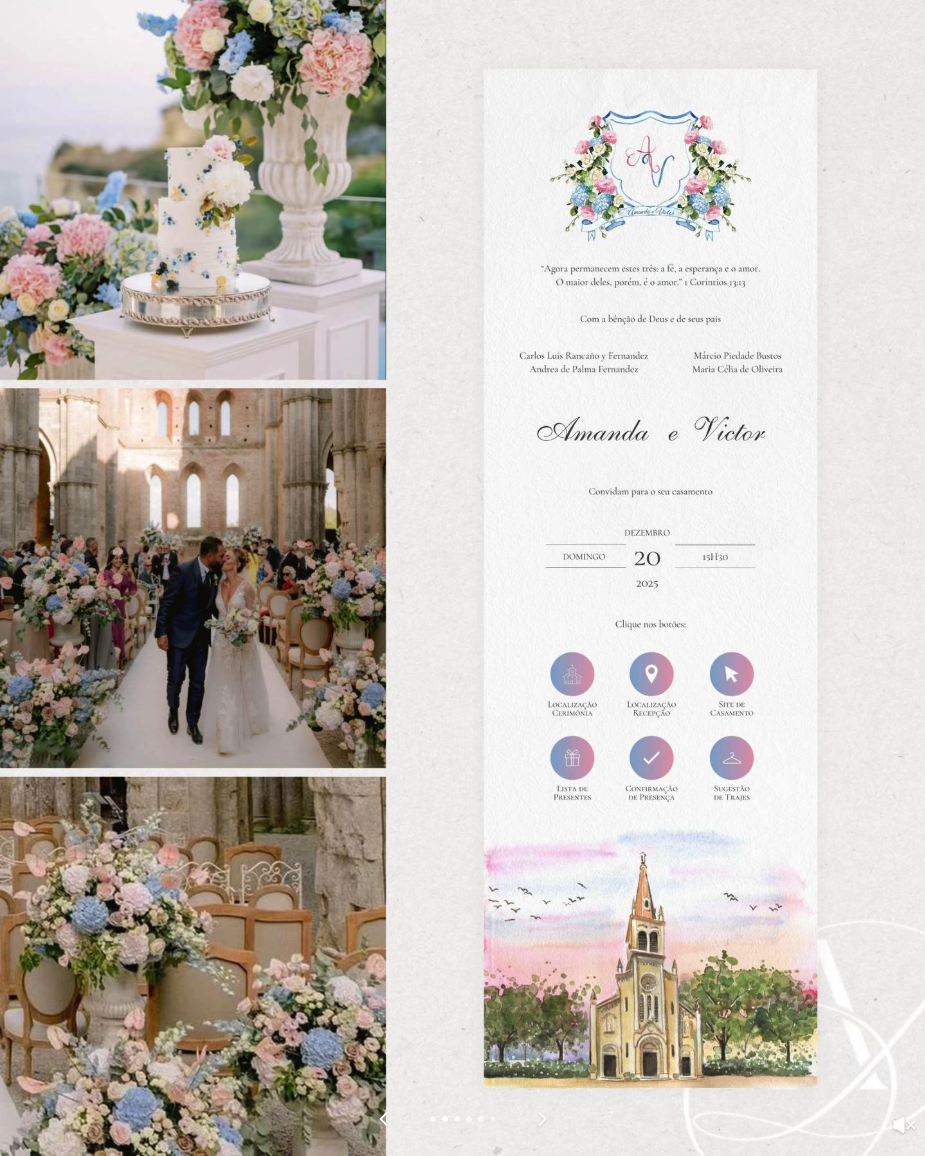 A
V
Amanda e Victor
“Agora permanecem estes três: a fé, a esperança e o amor.
O maior deles, porém, é o amor.” 1 Coríntios 13:13
Com a bênção de Deus e de seus pais
Carlos Luis Rancaño y Fernandez
Andrea de Palma Fernandez
Márcio Piedade Bustos
Maria Célia de Oliveira
Amanda e Victor
Convidam para o seu casamento
DEZEMBRO
DOMINGO 20 15H30
2025
Clique nos botões:
Localização
Cerimônia
Localização
Recepção
Site de
Casamento
Lista de
Presentes
Confirmação
de Presença
Sugestão
de Trajes